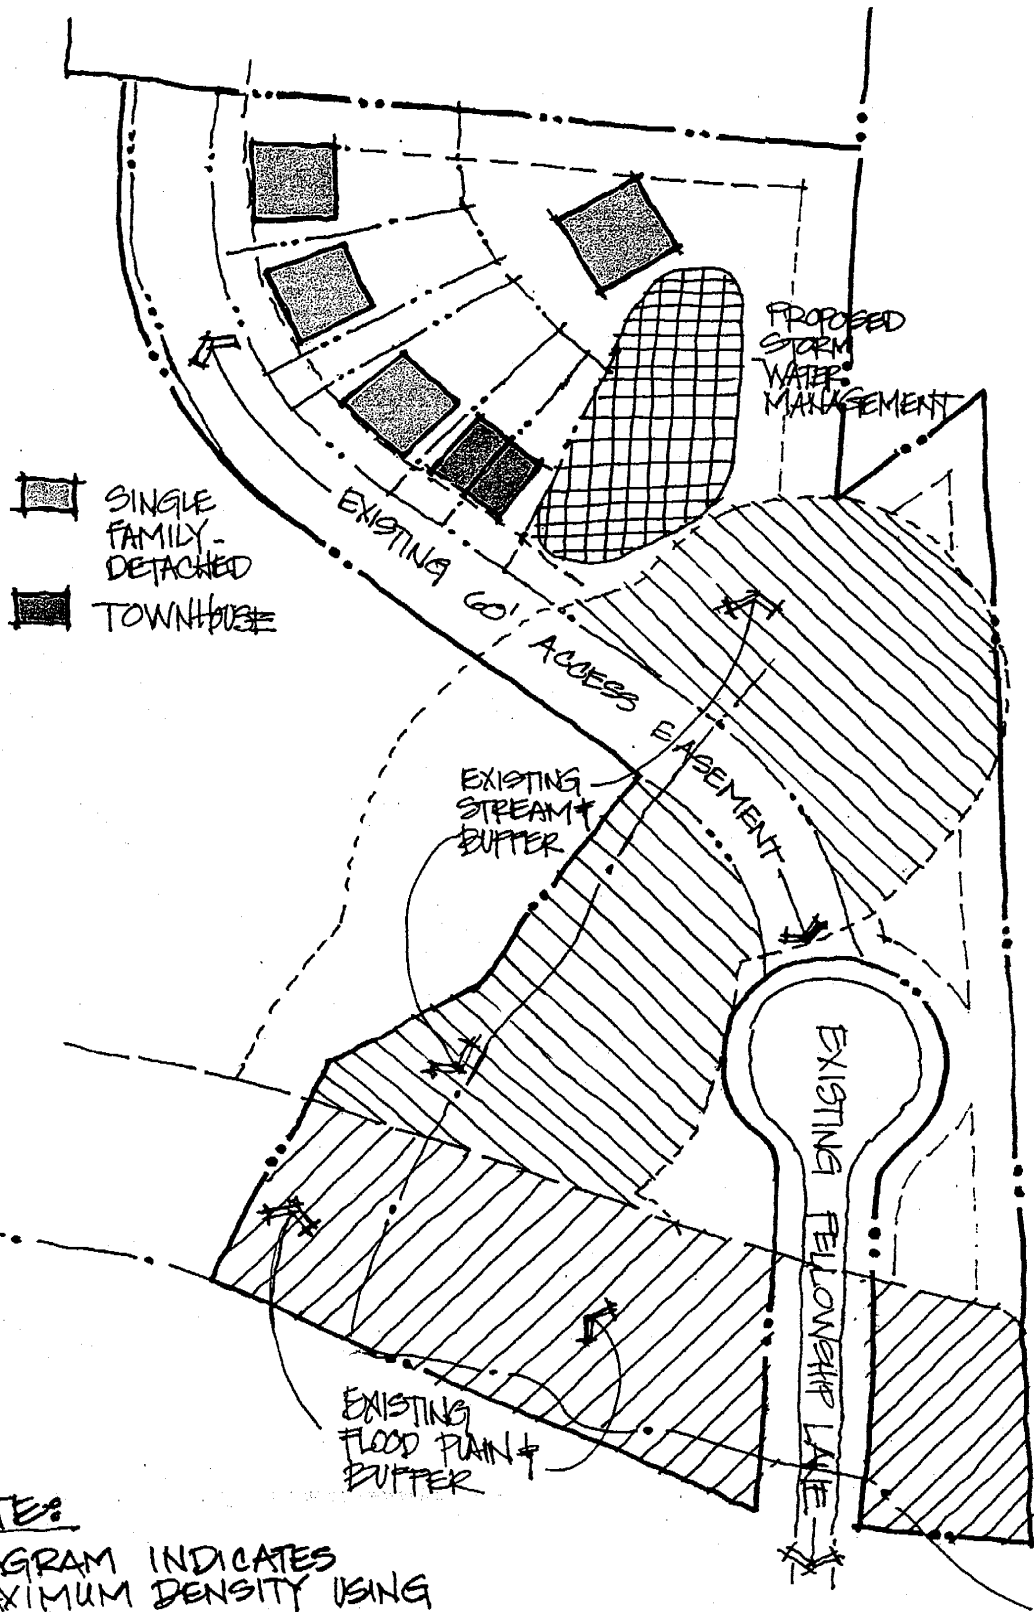 PROPOSED
STORM
WATER
MANAGEMENT
SINGLE
FAMILY-
DETACHED
TOWNHOUSE
EXISTING 60' ACCESS EASEMENT
EXISTING
STREAM &
BUFFER
EXISTING FELLOWSHIP LANE
EXISTING
FLOOD PLAIN &
BUFFER
TE:
GRAM INDICATES
XIMUM DENSITY USING